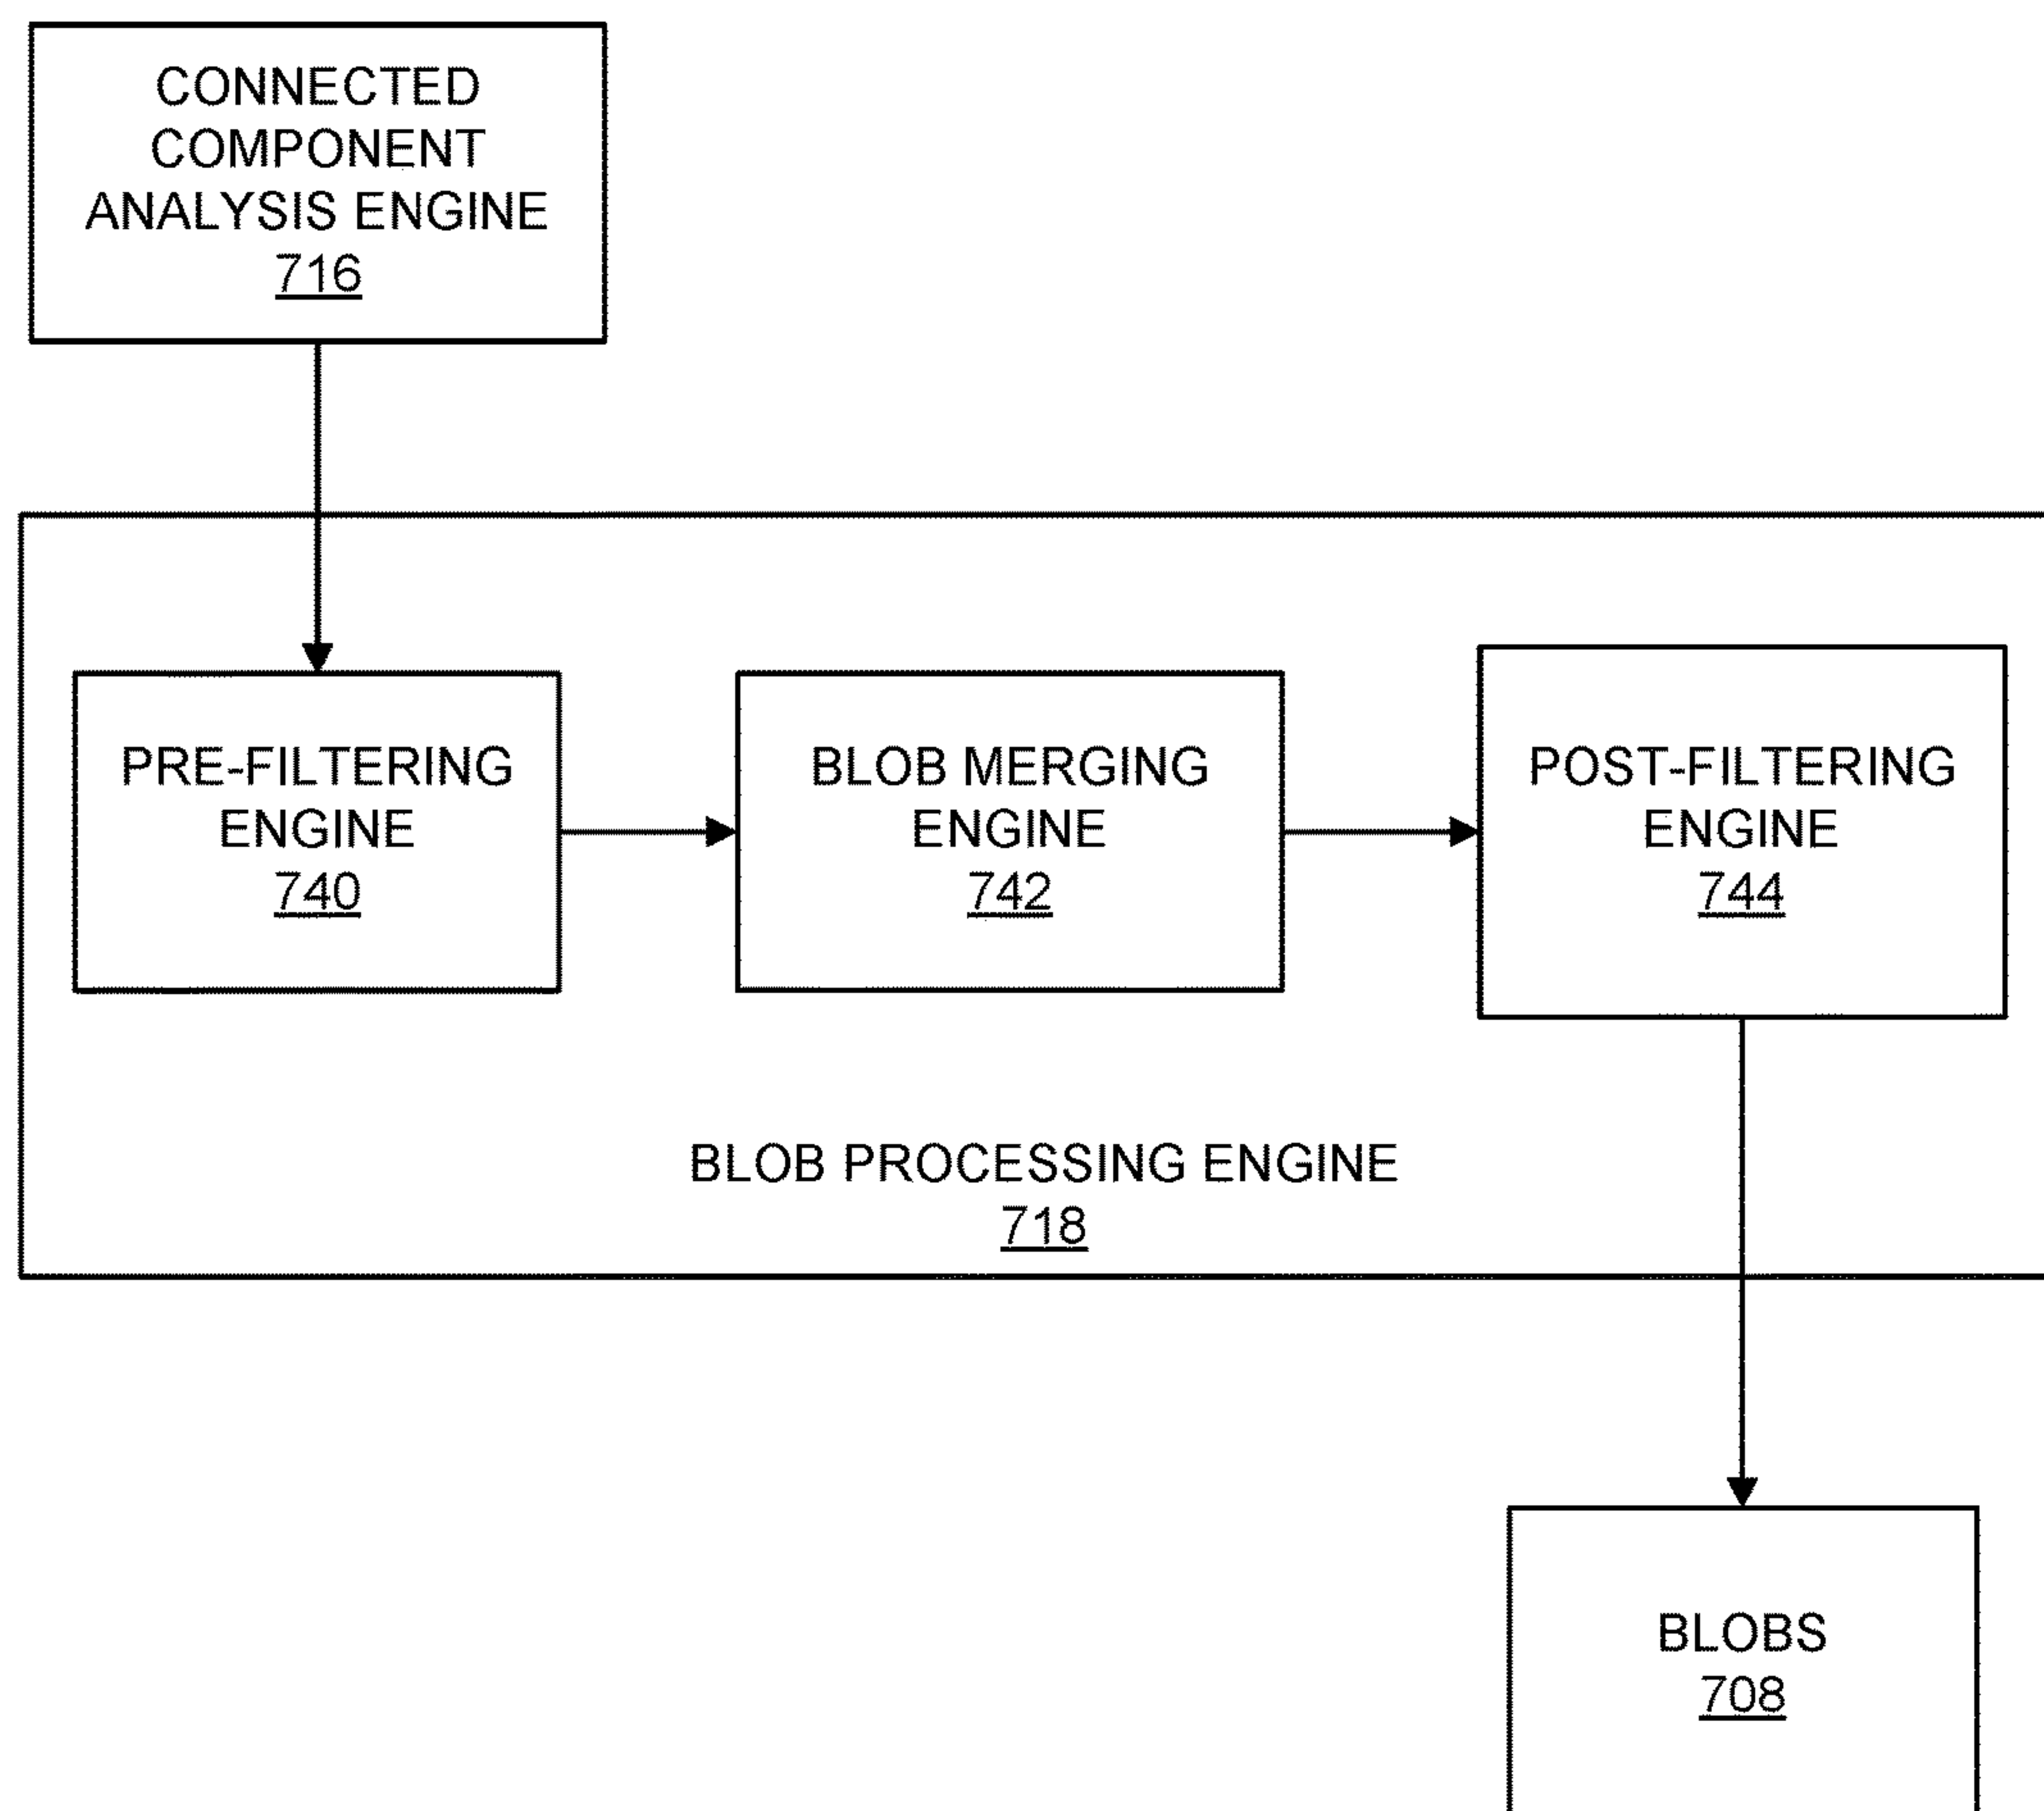 CONNECTED
COMPONENT
ANALYSIS ENGINE
716
PRE-FILTERING
ENGINE
740
BLOB MERGING
ENGINE
742
POST-FILTERING
ENGINE
744
BLOB PROCESSING ENGINE
718
BLOBS
708